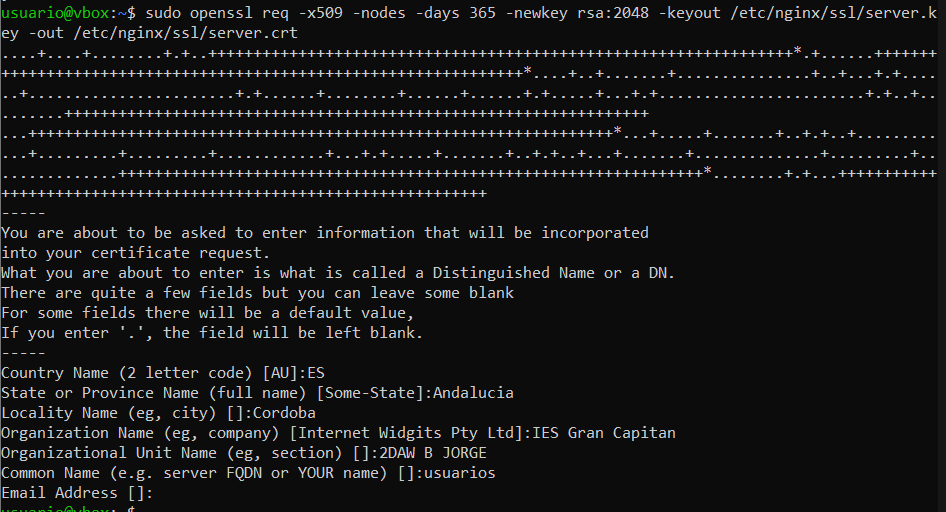 usuario@vbox:~$ sudo openssl req -x509 -nodes -days 365 -newkey rsa:2048 -keyout /etc/nginx/ssl/server.k
ey -out /etc/nginx/ssl/server.crt
....+....+........+.+..+++++++++++++++++++++++++++++++++++++++++++++++++++++++++++++++++*.+......+++++++
+++++++++++++++++++++++++++++++++++++++++++++++++++++++++*....+..+.......+...............+..+...+.+....
..+.......................+.+......+........+......+......+.+.....+...+.+.......................+.+..+..
.......+++++++++++++++++++++++++++++++++++++++++++++++++++++++++++++++++
...+++++++++++++++++++++++++++++++++++++++++++++++++++++++++++++++++*...+.....+.......+..+.+..+.........
...+.........+.........+............+...+.+......+.......+..+.+..+...+.......+..............+.........+..
.............+++++++++++++++++++++++++++++++++++++++++++++++++++++++++++++++++*........+.+...+++++++++++
++++++++++++++++++++++++++++++++++++++++++++++++++++++
-----
You are about to be asked to enter information that will be incorporated
into your certificate request.
What you are about to enter is what is called a Distinguished Name or a DN.
There are quite a few fields but you can leave some blank
For some fields there will be a default value,
If you enter '.', the field will be left blank.
-----
Country Name (2 letter code) [AU]:ES
State or Province Name (full name) [Some-State]:Andalucia
Locality Name (eg, city) []:Cordoba
Organization Name (eg, company) [Internet Widgits Pty Ltd]:IES Gran Capitan
Organizational Unit Name (eg, section) []:2DAW B JORGE
Common Name (e.g. server FQDN or YOUR name) []:usuarios
Email Address []:
usuario@vbox:~$